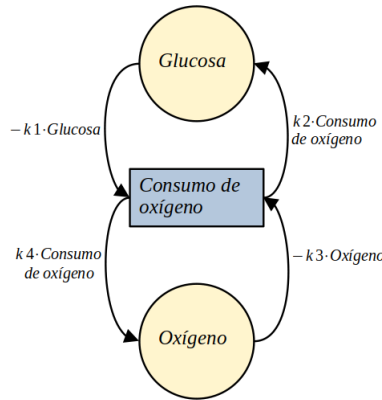 Glucosa
−k1·Glucosa
k2·Consumo
de oxígeno
Consumo de
oxígeno
k4·Consumo
de oxígeno
−k3·Oxígeno
Oxígeno